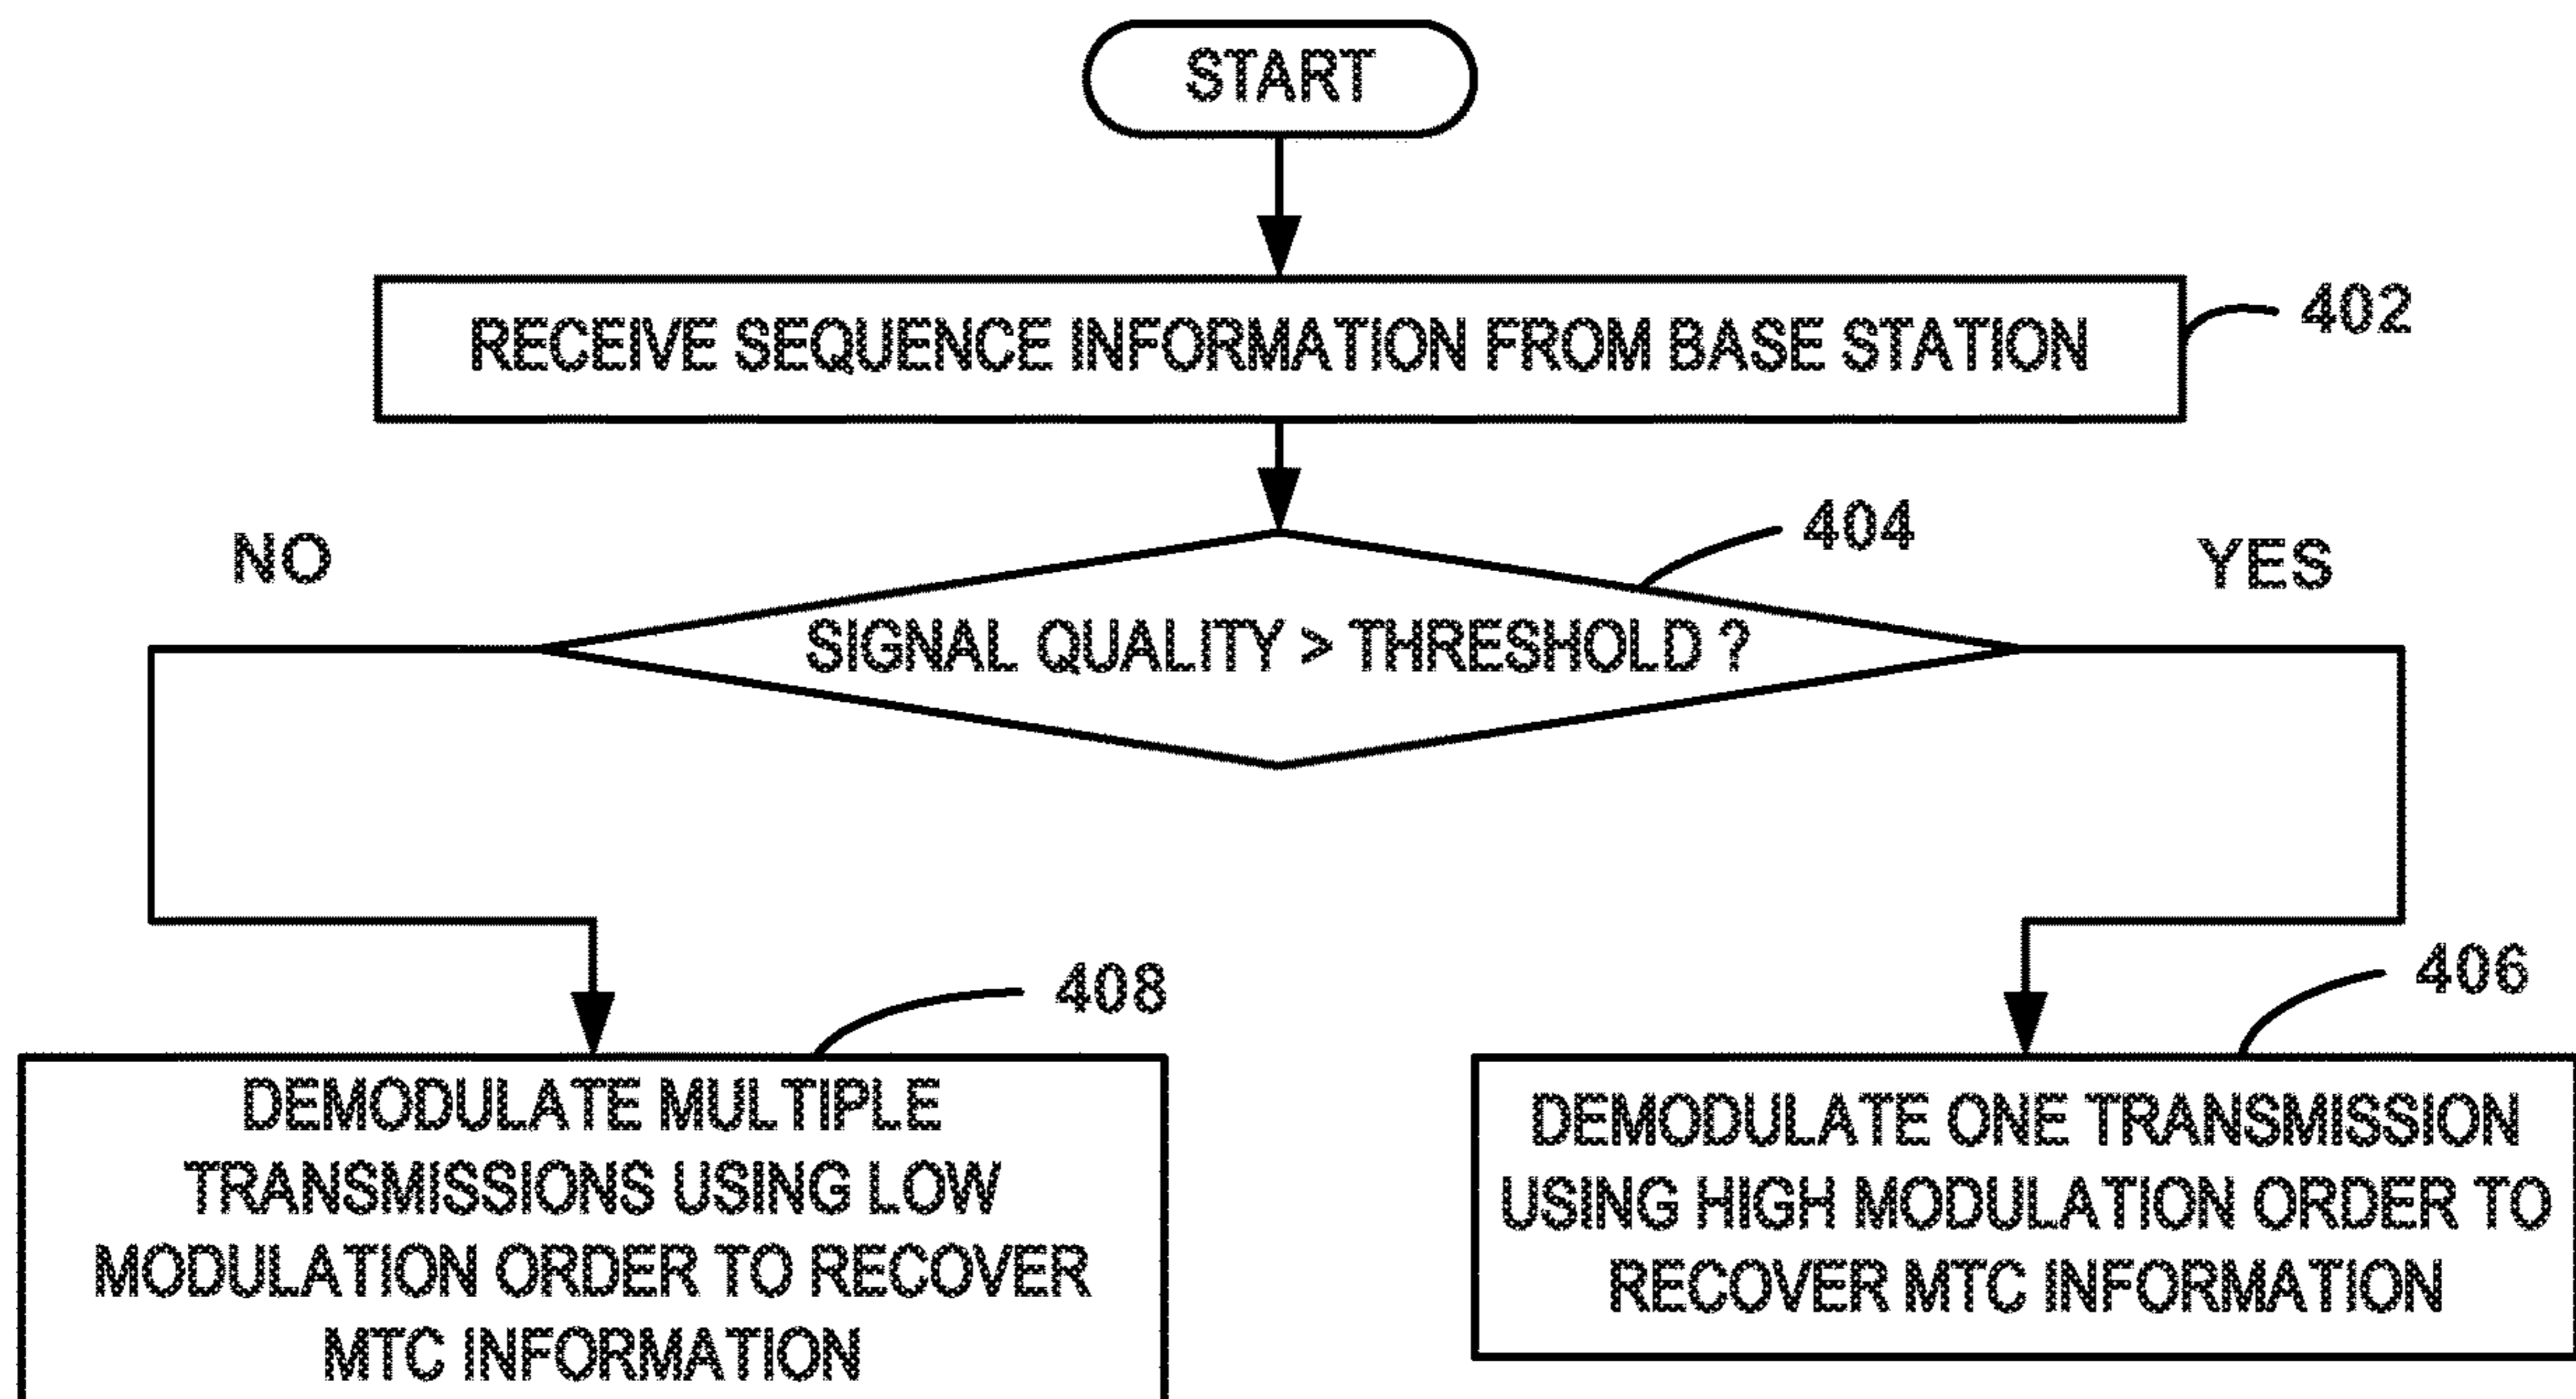 START
RECEIVE SEQUENCE INFORMATION FROM BASE STATION
402
404
NO
YES
SIGNAL QUALITY > THRESHOLD ?
408
406
DEMODULATE MULTIPLE
TRANSMISSIONS USING LOW
MODULATION ORDER TO RECOVER
MTC INFORMATION
DEMODULATE ONE TRANSMISSION
USING HIGH MODULATION ORDER TO
RECOVER MTC INFORMATION